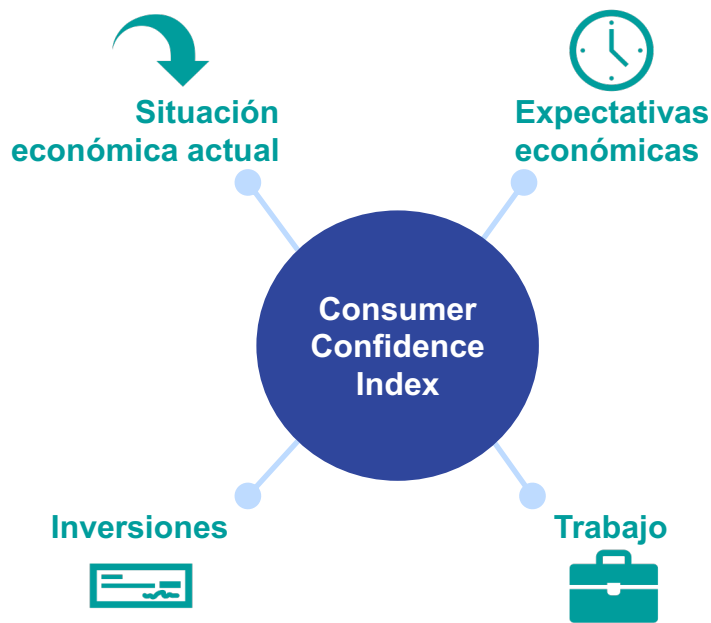 Situación
económica actual
Expectativas
económicas
Consumer
Confidence
Index
Inversiones
Trabajo